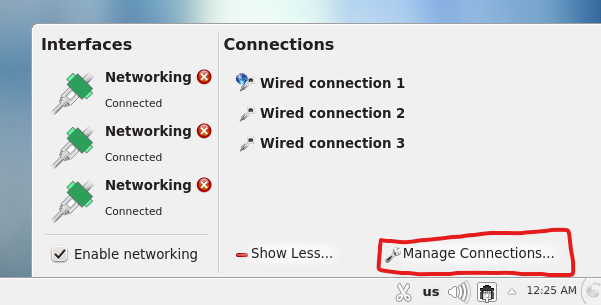 Interfaces
Connections
Networking
Connected
Networking
Connected
Networking
Connected
Wired connection 1
Wired connection 2
Wired connection 3
Enable networking
Show Less...
Manage Connections...
us
12:25 AM